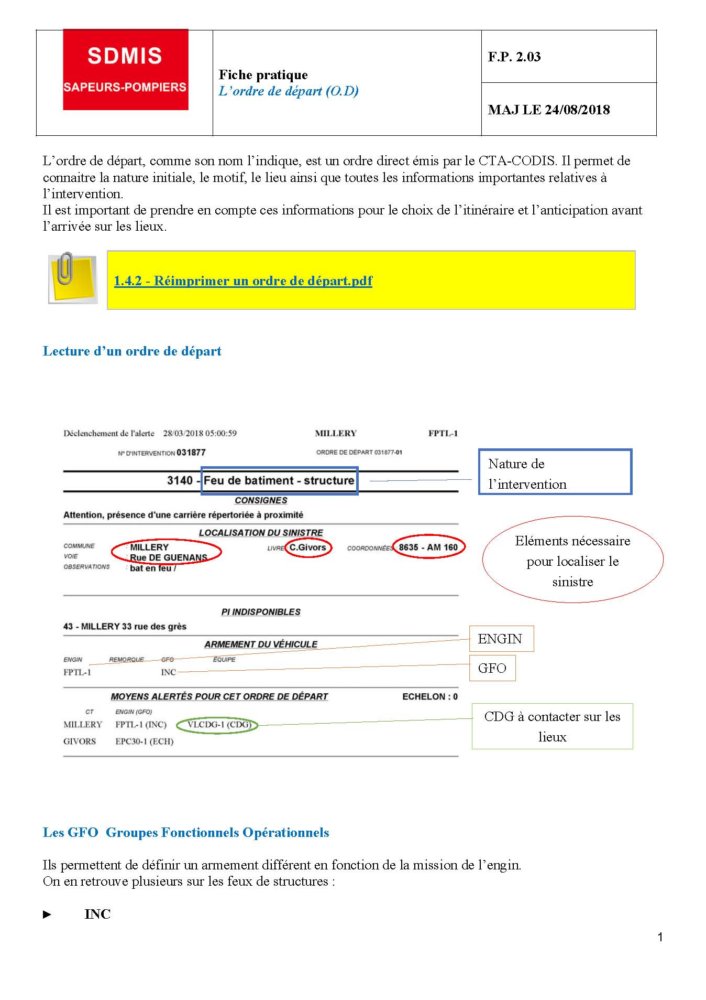 SDMIS
SAPEURS-POMPIERS
Fiche pratique
L'ordre de départ (O.D)
F.P. 2.03
MAJ LE 24/08/2018
L'ordre de départ, comme son nom l'indique, est un ordre direct émis par le CTA-CODIS. Il permet de
connaitre la nature initiale, le motif, le lieu ainsi que toutes les informations importantes relatives à
l'intervention.
Il est important de prendre en compte ces informations pour le choix de l'itinéraire et l'anticipation avant
l'arrivée sur les lieux.
1.4.2 - Réimprimer un ordre de départ.pdf
Lecture d'un ordre de départ
Déclenchement de l'alerte 28/03/2018 05:00:59 MILLERY FPTL-1
N° D'INTERVENTION 031877 ORDRE DE DÉPART 031877-01
3140 - Feu de batiment - structure
Nature de
l'intervention
CONSIGNES
Attention, présence d'une carrière répertoriée à proximité
LOCALISATION DU SINISTRE
COMMUNE : MILLERY LIVRE C.Givors COORDONNÉES : 8635 - AM 160
VOIE : Rue DE GUENANS
OBSERVATIONS : bat en feu /
Eléments nécessaire
pour localiser le
sinistre
PI INDISPONIBLES
43 - MILLERY 33 rue des grès
ARMEMENT DU VÉHICULE
ENGIN REMORQUE GFO ÉQUIPE
FPTL-1 INC
ENGIN
GFO
MOYENS ALERTÉS POUR CET ORDRE DE DÉPART ECHELON : 0
CT ENGIN (GFO)
MILLERY FPTL-1 (INC) VLCDG-1 (CDG)
GIVORS EPC30-1 (ECH)
CDG à contacter sur les
lieux
Les GFO Groupes Fonctionnels Opérationnels
Ils permettent de définir un armement différent en fonction de la mission de l'engin.
On en retrouve plusieurs sur les feux de structures :
► INC
1